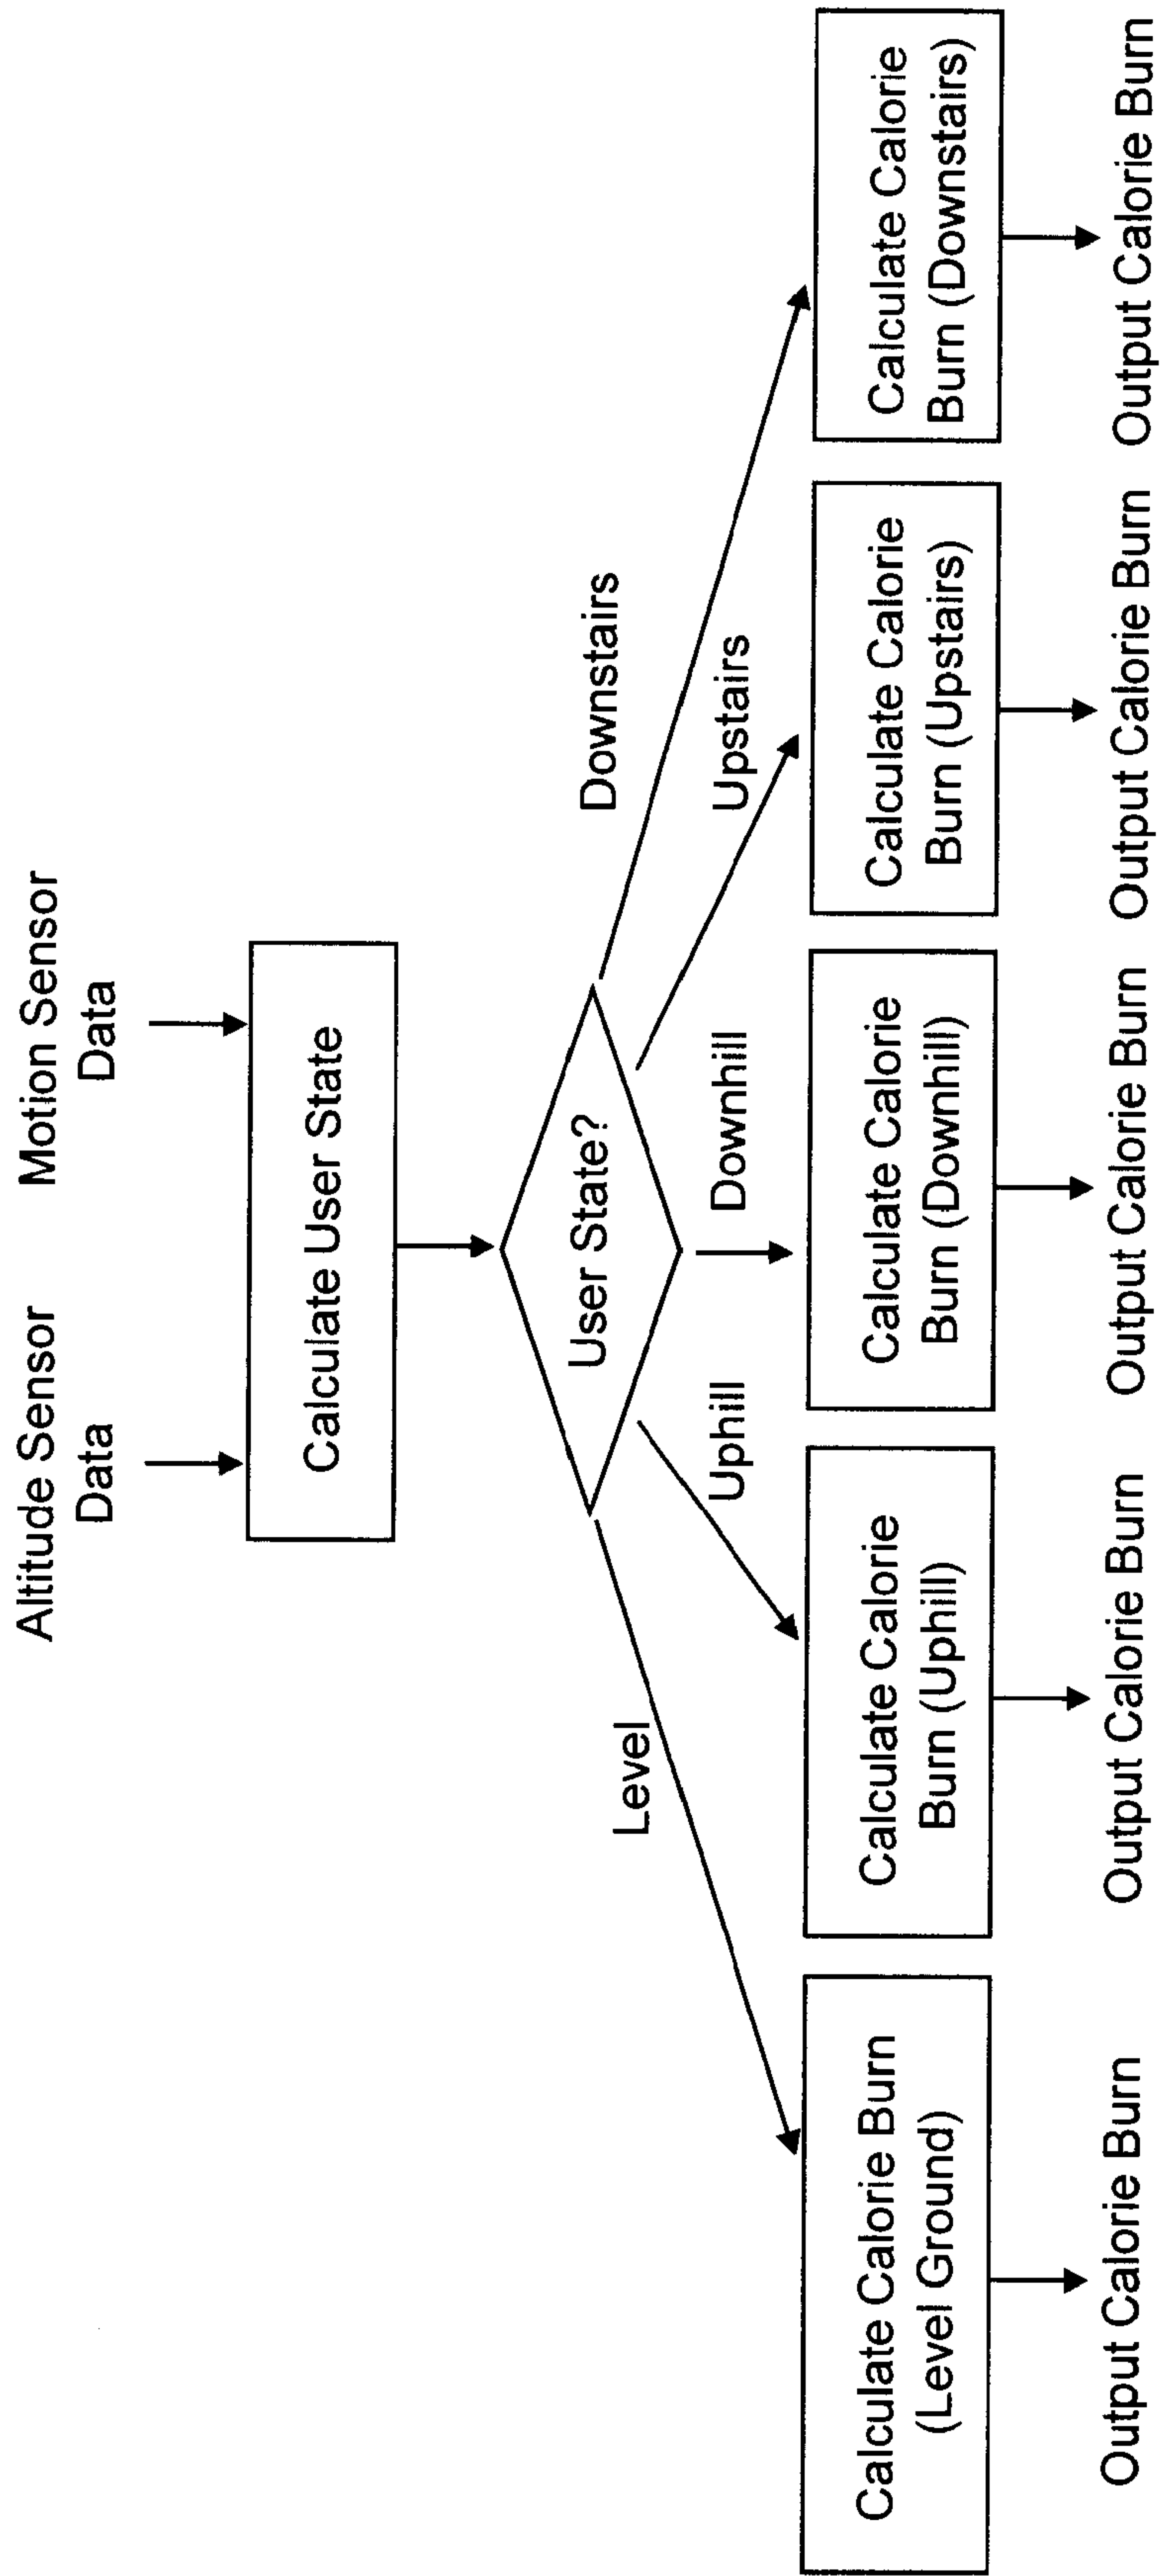 Altitude Sensor
Data
Motion Sensor
Data
Calculate User State
User State?
Level
Uphill
Downhill
Upstairs
Downstairs
Calculate Calorie Burn
(Level Ground)
Calculate Calorie
Burn (Uphill)
Calculate Calorie
Burn (Downhill)
Calculate Calorie
Burn (Upstairs)
Calculate Calorie
Burn (Downstairs)
Output Calorie Burn
Output Calorie Burn
Output Calorie Burn
Output Calorie Burn
Output Calorie Burn